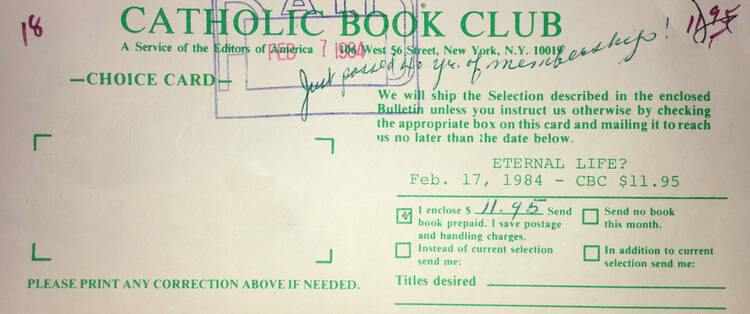 18
CATHOLIC BOOK CLUB
11.95
A Service of the Editors of America 106 West 56 Street, New York, N.Y. 10019
PAID
FEB 7 1984
Just passed 40 yr. of membership!
—CHOICE CARD—
We will ship the Selection described in the enclosed
Bulletin unless you instruct us otherwise by checking
the appropriate box on this card and mailing it to reach
us no later than the date below.
ETERNAL LIFE?
Feb. 17, 1984 - CBC $11.95
I enclose $ 11.95 Send
book prepaid. I save postage
and handling charges.
Send no book
this month.
Instead of current selection
send me:
In addition to current
selection send me:
Titles desired
PLEASE PRINT ANY CORRECTION ABOVE IF NEEDED.